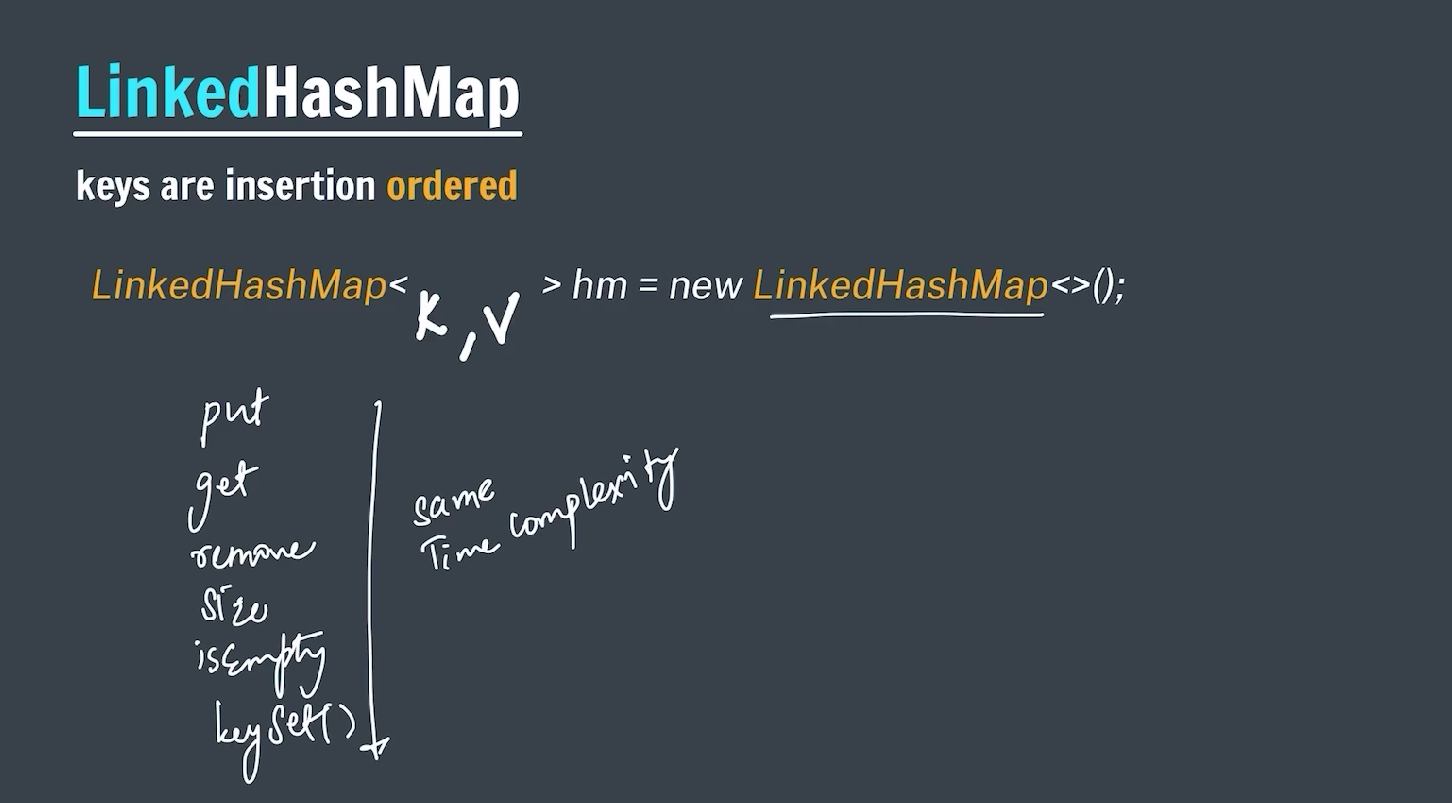 LinkedHashMap
keys are insertion ordered
LinkedHashMap< K, V > hm = new LinkedHashMap<>();
put
get
remove
size
isEmpty
keySet()
same
Time complexity